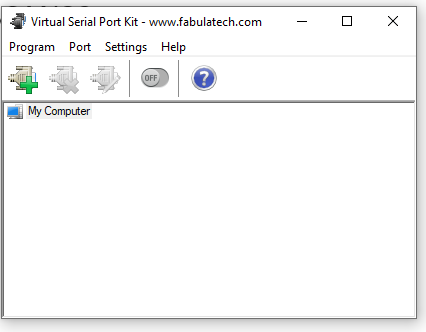 Virtual Serial Port Kit - www.fabulatech.com
Program Port Settings Help
OFF
?
My Computer